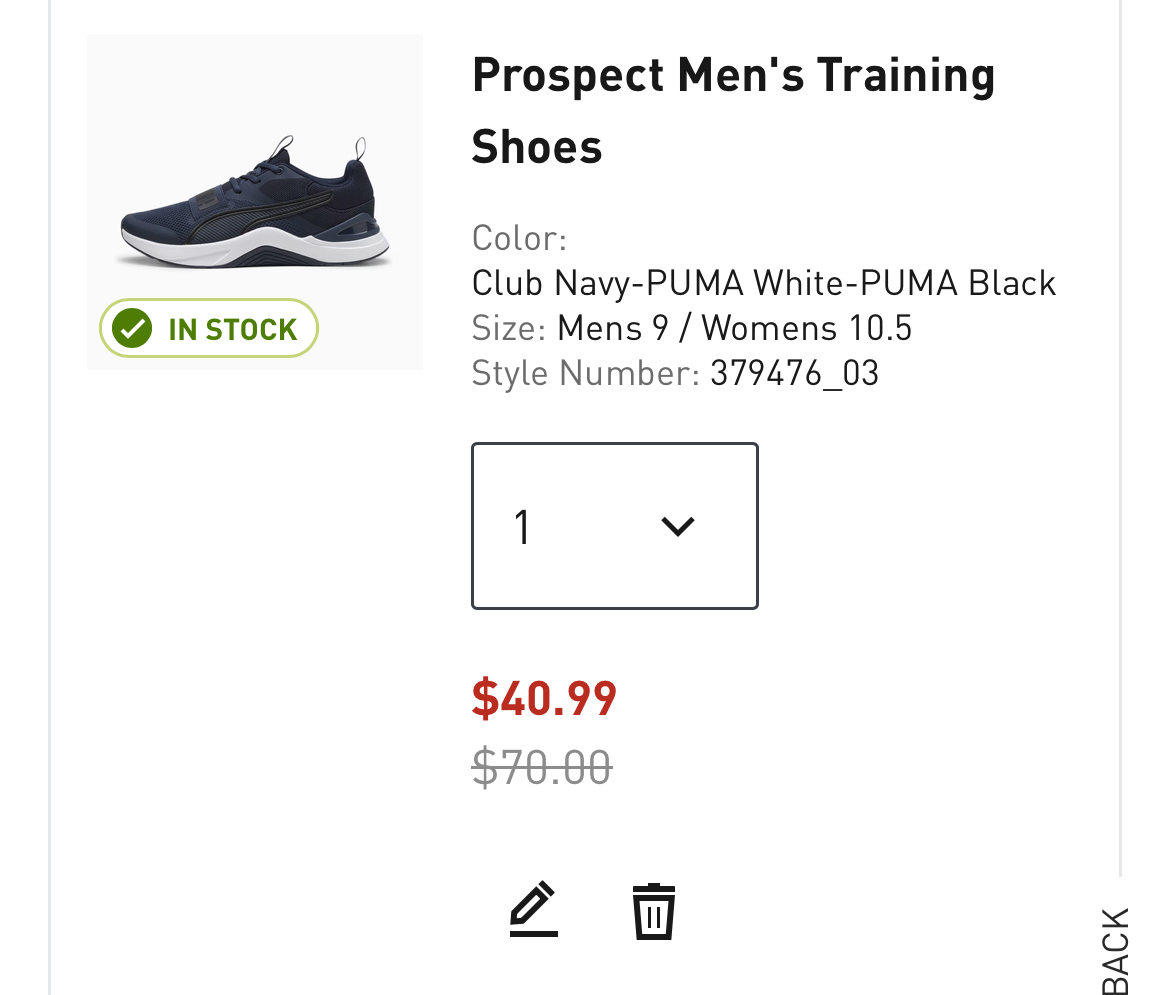 Prospect Men's Training
Shoes
Color:
Club Navy-PUMA White-PUMA Black
Size: Mens 9 / Womens 10.5
Style Number: 379476_03
IN STOCK
1
$40.99
$70.00
BACK